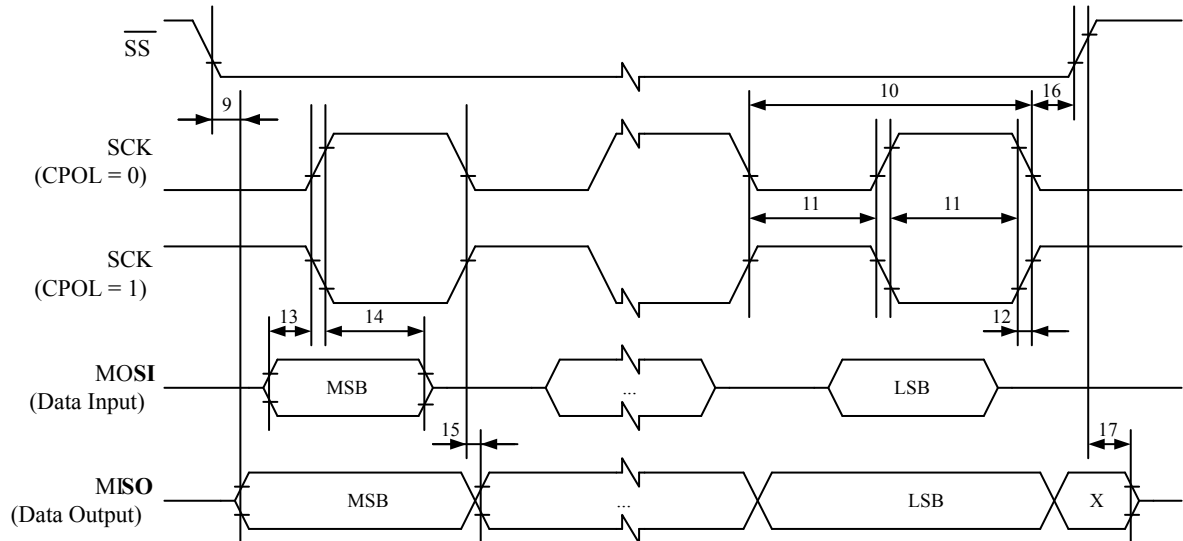 SS
9
10
16
SCK
(CPOL = 0)
11
11
SCK
(CPOL = 1)
13
14
12
MOSI
(Data Input)
MSB
...
LSB
15
17
MISO
(Data Output)
MSB
...
LSB
X